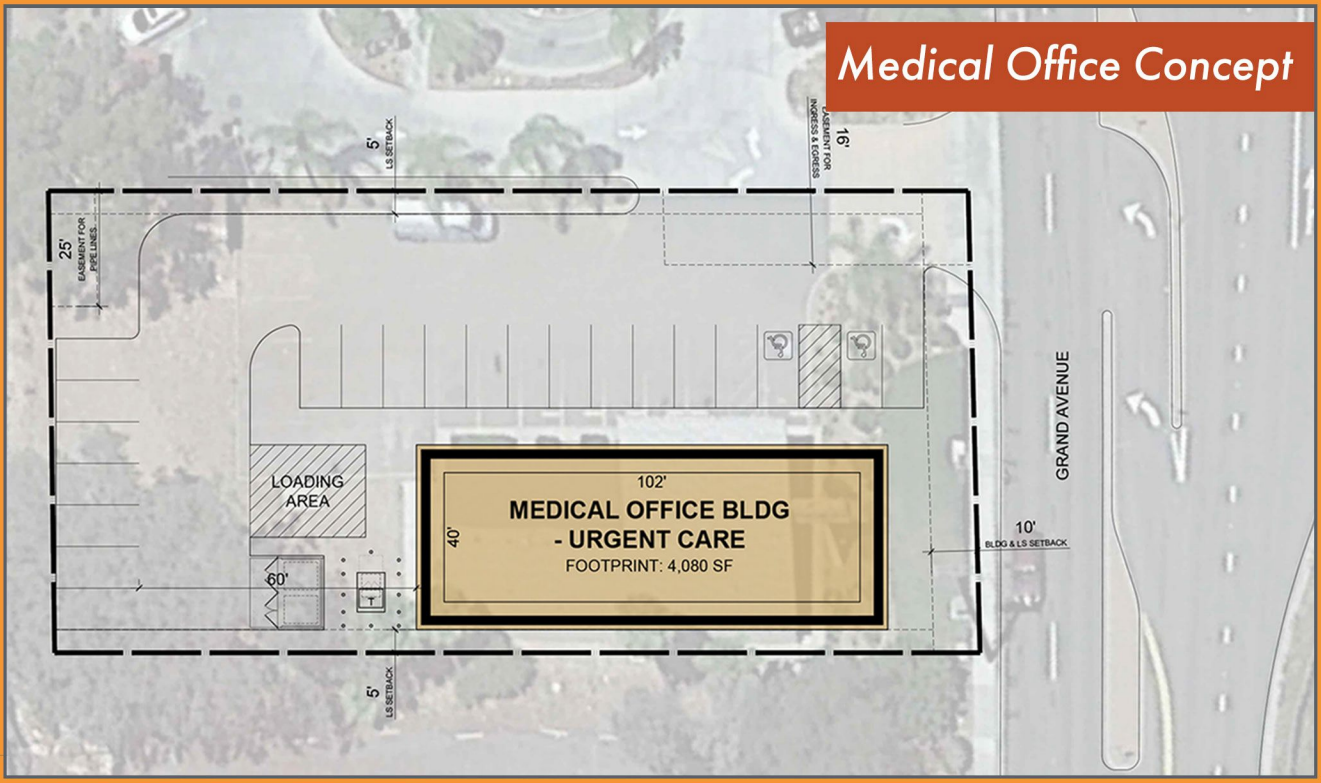 Medical Office Concept
5'
LS SETBACK
16'
EASEMENT FOR
INGRESS & EGRESS
25'
EASEMENT FOR
PIPE LINES
GRAND AVENUE
LOADING
AREA
102'
40'
MEDICAL OFFICE BLDG
- URGENT CARE
FOOTPRINT: 4,080 SF
10'
BLDG & LS SETBACK
60'
T
5'
LS SETBACK